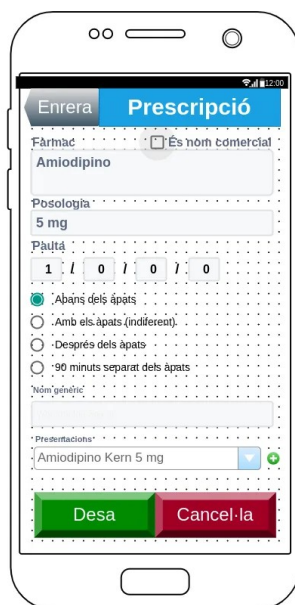 12:00
Enrera Prescripció
Fàrmac És nom comercial
Amiodipino
Posologia
5 mg
Pauta
1 / 0 / 0 / 0
Abans dels àpats
Amb els àpats (indiferent)
Després dels àpats
90 minuts separat dels àpats
Nom genèric
Presentacions
Amiodipino Kern 5 mg
Desa Cancel·la